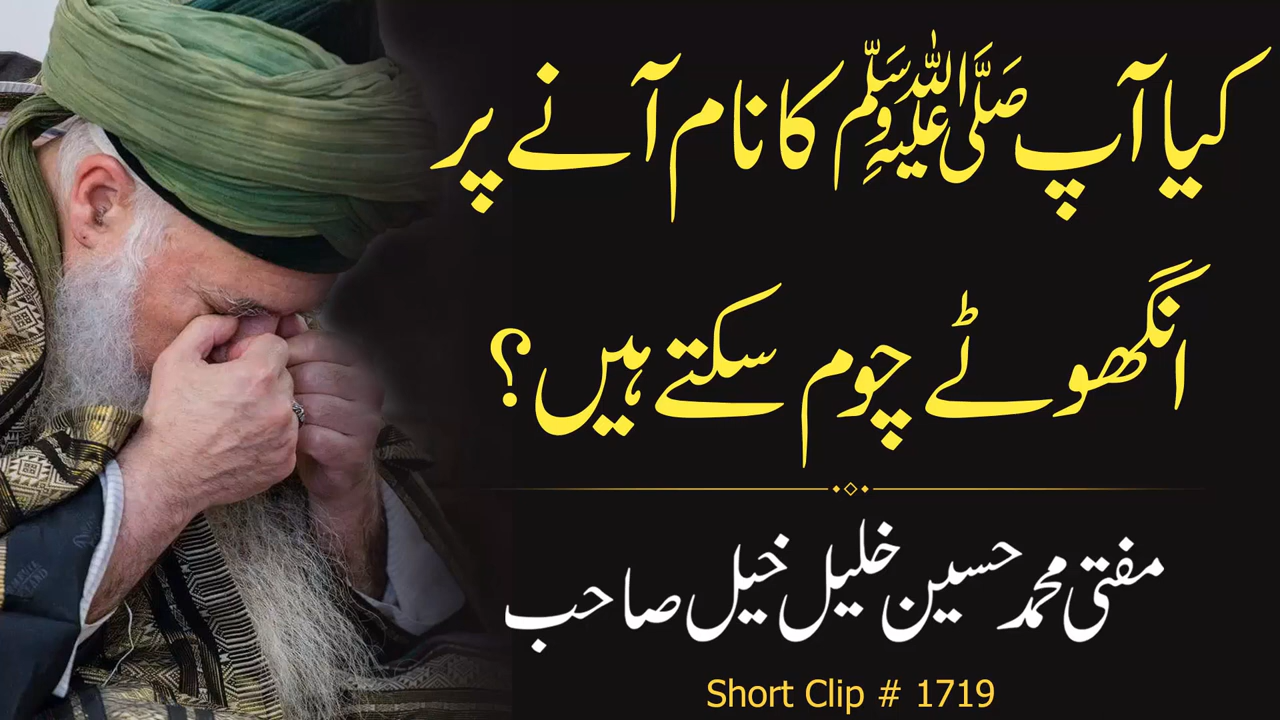 کیا آپ صَلَّى اللّٰهُ عَلَيْهِ وَسَلَّم کا نام آنے پر
انگھوٹے چوم سکتے ہیں؟
مفتی محمد حسین خلیل خیل صاحب
Short Clip # 1719